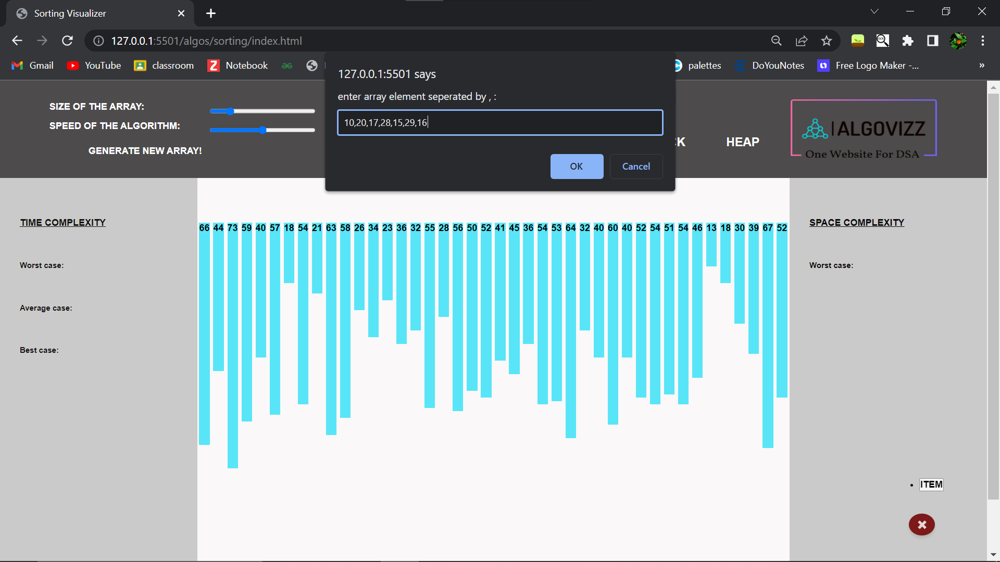 Sorting Visualizer
127.0.0.1:5501/algos/sorting/index.html
Gmail YouTube classroom Notebook palettes DoYouNotes Free Logo Maker -... »
127.0.0.1:5501 says
enter array element seperated by , :
10,20,17,28,15,29,16
OK Cancel
SIZE OF THE ARRAY:
SPEED OF THE ALGORITHM:
GENERATE NEW ARRAY!
CK HEAP
ALGOVIZZ
One Website For DSA
TIME COMPLEXITY
Worst case:
Average case:
Best case:
66 44 73 59 40 57 18 54 21 63 58 26 34 23 36 32 55 28 56 50 52 41 45 36 54 53 64 32 40 60 40 52 54 51 54 46 13 18 30 39 67 52
SPACE COMPLEXITY
Worst case:
ITEM